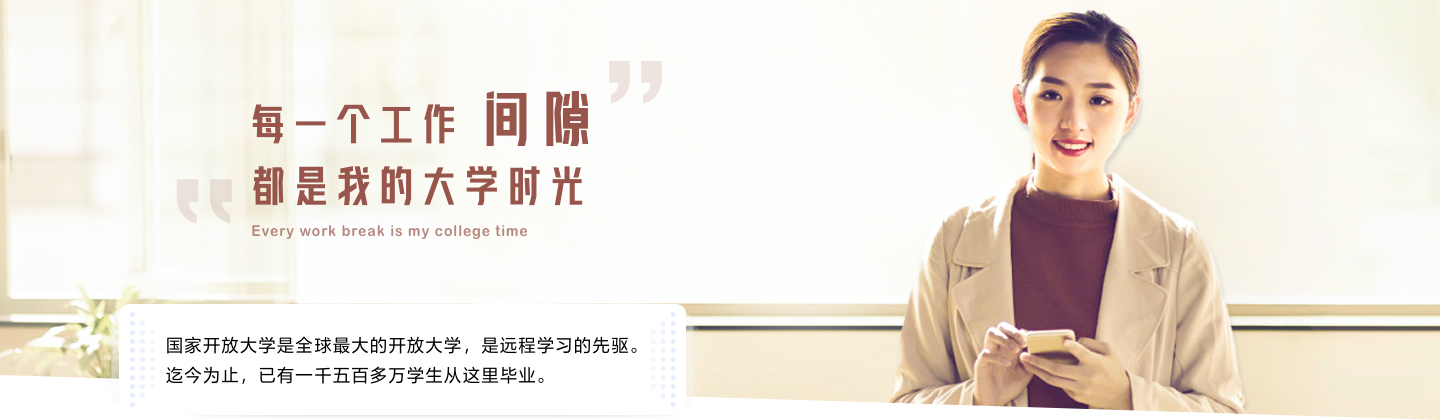 每一个工作 间隙
都是我的大学时光
Every work break is my college time
国家开放大学是全球最大的开放大学，是远程学习的先驱。
迄今为止，已有一千五百多万学生从这里毕业。